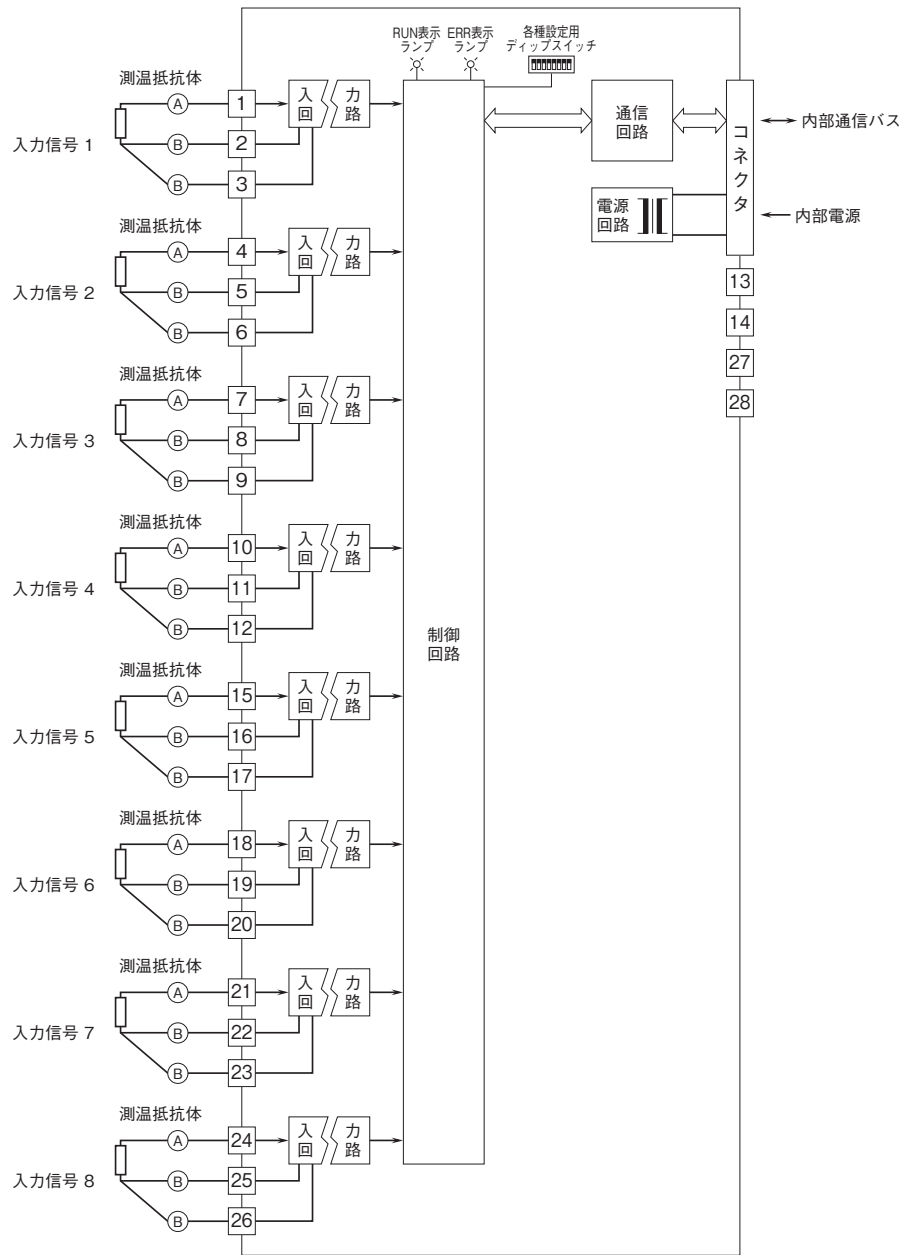 RUN表示
ランプ
ERR表示
ランプ
各種設定用
ディップスイッチ
測温抵抗体
入力信号 1
A
B
B
1
2
3
入 力
回 路
通信
回路
コネクタ
内部通信バス
電源
回路
内部電源
13
14
27
28
制御
回路
測温抵抗体
入力信号 2
A
B
B
4
5
6
入 力
回 路
測温抵抗体
入力信号 3
A
B
B
7
8
9
入 力
回 路
測温抵抗体
入力信号 4
A
B
B
10
11
12
入 力
回 路
測温抵抗体
入力信号 5
A
B
B
15
16
17
入 力
回 路
測温抵抗体
入力信号 6
A
B
B
18
19
20
入 力
回 路
測温抵抗体
入力信号 7
A
B
B
21
22
23
入 力
回 路
測温抵抗体
入力信号 8
A
B
B
24
25
26
入 力
回 路